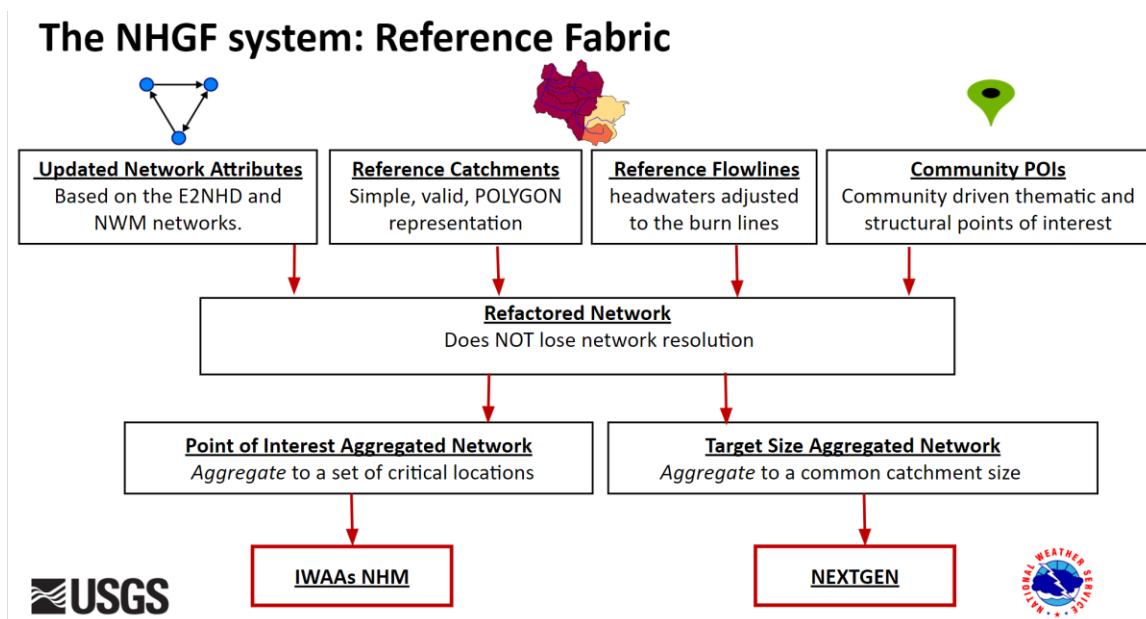 The NHGF system: Reference Fabric
Updated Network Attributes
Based on the E2NHD and
NWM networks.
Reference Catchments
Simple, valid, POLYGON
representation
Reference Flowlines
headwaters adjusted
to the burn lines
Community POIs
Community driven thematic and
structural points of interest
Refactored Network
Does NOT lose network resolution
Point of Interest Aggregated Network
Aggregate to a set of critical locations
Target Size Aggregated Network
Aggregate to a common catchment size
IWAAs NHM
NEXTGEN
USGS
NATIONAL WEATHER SERVICE